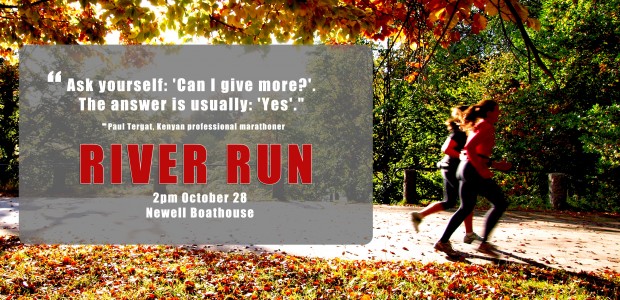 “ Ask yourself: 'Can I give more?'.
The answer is usually: 'Yes'."
-Paul Tergat, Kenyan professional marathoner
RIVER RUN
2pm October 28
Newell Boathouse